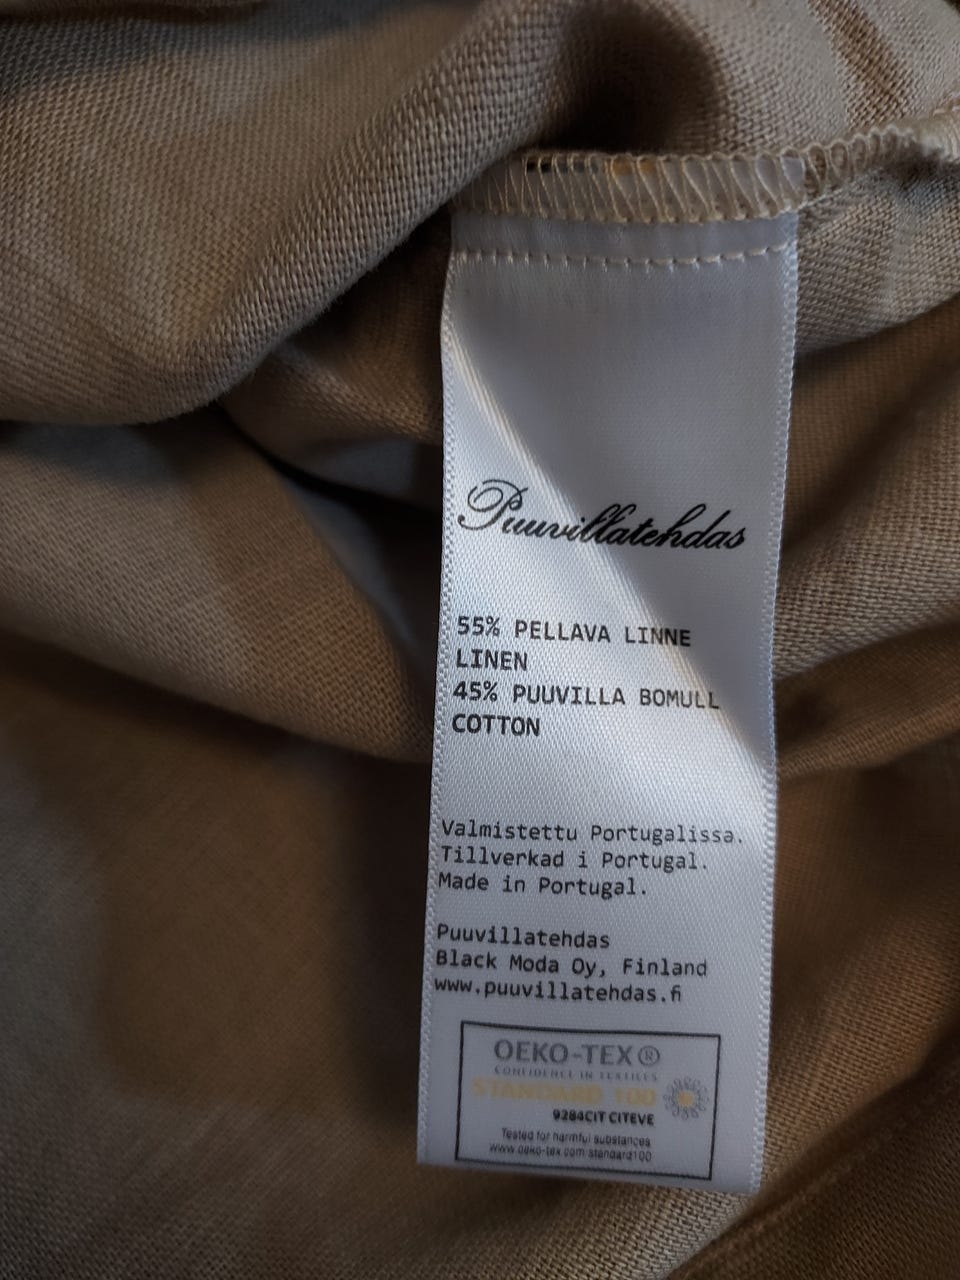 Puuvillatehdas
55% PELLAVA LINNE
LINEN
45% PUUVILLA BOMULL
COTTON
Valmistettu Portugalissa.
Tillverkad i Portugal.
Made in Portugal.
Puuvillatehdas
Black Moda Oy, Finland
www.puuvillatehdas.fi
OEKO-TEX®
CONFIDENCE IN TEXTILES
STANDARD 100
9284CIT CITEVE
Tested for harmful substances
www.oeko-tex.com/standard100